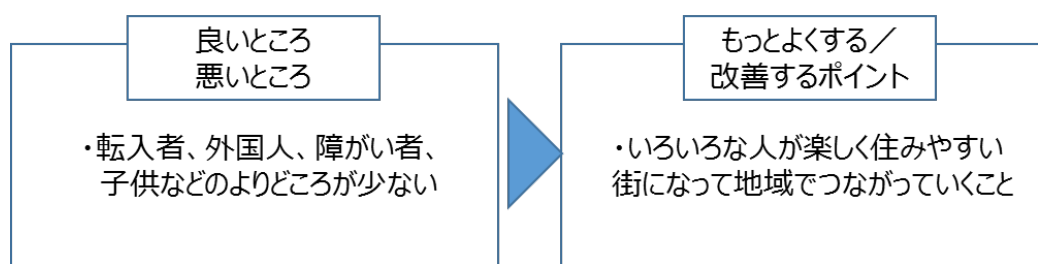 良いところ
悪いところ
・転入者、外国人、障がい者、
子供などのよりどころが少ない
もっとよくする／
改善するポイント
・いろいろな人が楽しく住みやすい
街になって地域でつながっていくこと